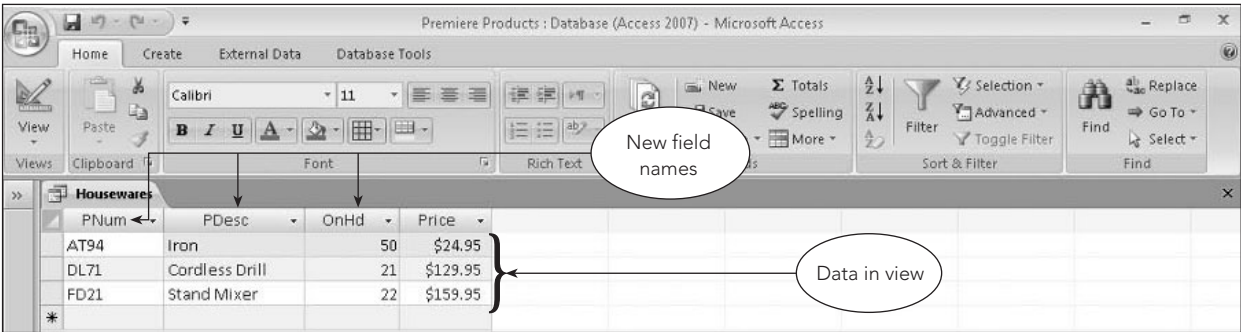 Premiere Products : Database (Access 2007) - Microsoft Access
Home Create External Data Database Tools
View Paste Calibri 11 New Σ Totals Selection Replace
Save Spelling Filter Advanced Find Go To
B I U A More Toggle Filter Select
Views Clipboard Font Rich Text Sort & Filter Find
New field
names
Housewares
PNum PDesc OnHd Price
AT94 Iron 50 $24.95
DL71 Cordless Drill 21 $129.95
FD21 Stand Mixer 22 $159.95
Data in view